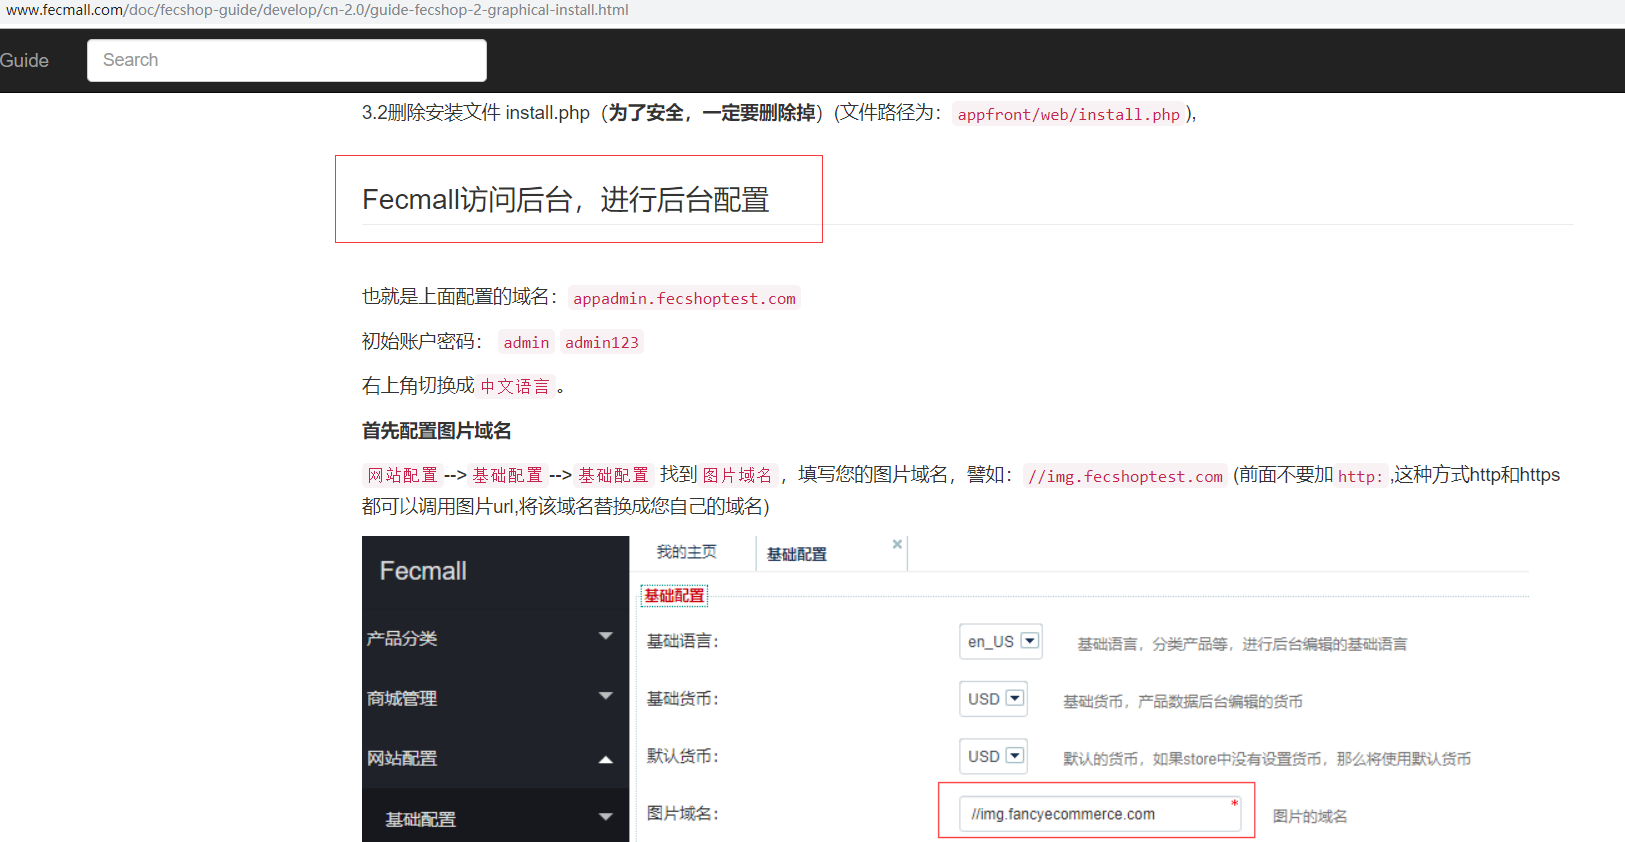 www.fecmall.com/doc/fecshop-guide/develop/cn-2.0/guide-fecshop-2-graphical-install.html
Guide
Search
3.2删除安装文件 install.php（为了安全，一定要删除掉）(文件路径为：appfront/web/install.php),
Fecmall访问后台，进行后台配置
也就是上面配置的域名：appadmin.fecshoptest.com
初始账户密码： admin admin123
右上角切换成 中文语言 。
首先配置图片域名
网站配置-->基础配置-->基础配置 找到 图片域名 ，填写您的图片域名，譬如：//img.fecshoptest.com (前面不要加 http: ,这种方式http和https
都可以调用图片url,将该域名替换成您自己的域名)
Fecmall
我的主页
基础配置
×
基础配置
产品分类
基础语言：
en_US
基础语言，分类产品等，进行后台编辑的基础语言
商城管理
基础货币：
USD
基础货币，产品数据后台编辑的货币
网站配置
默认货币：
USD
默认的货币，如果store中没有设置货币，那么将使用默认货币
基础配置
图片域名：
//img.fancyecommerce.com
*
图片的域名